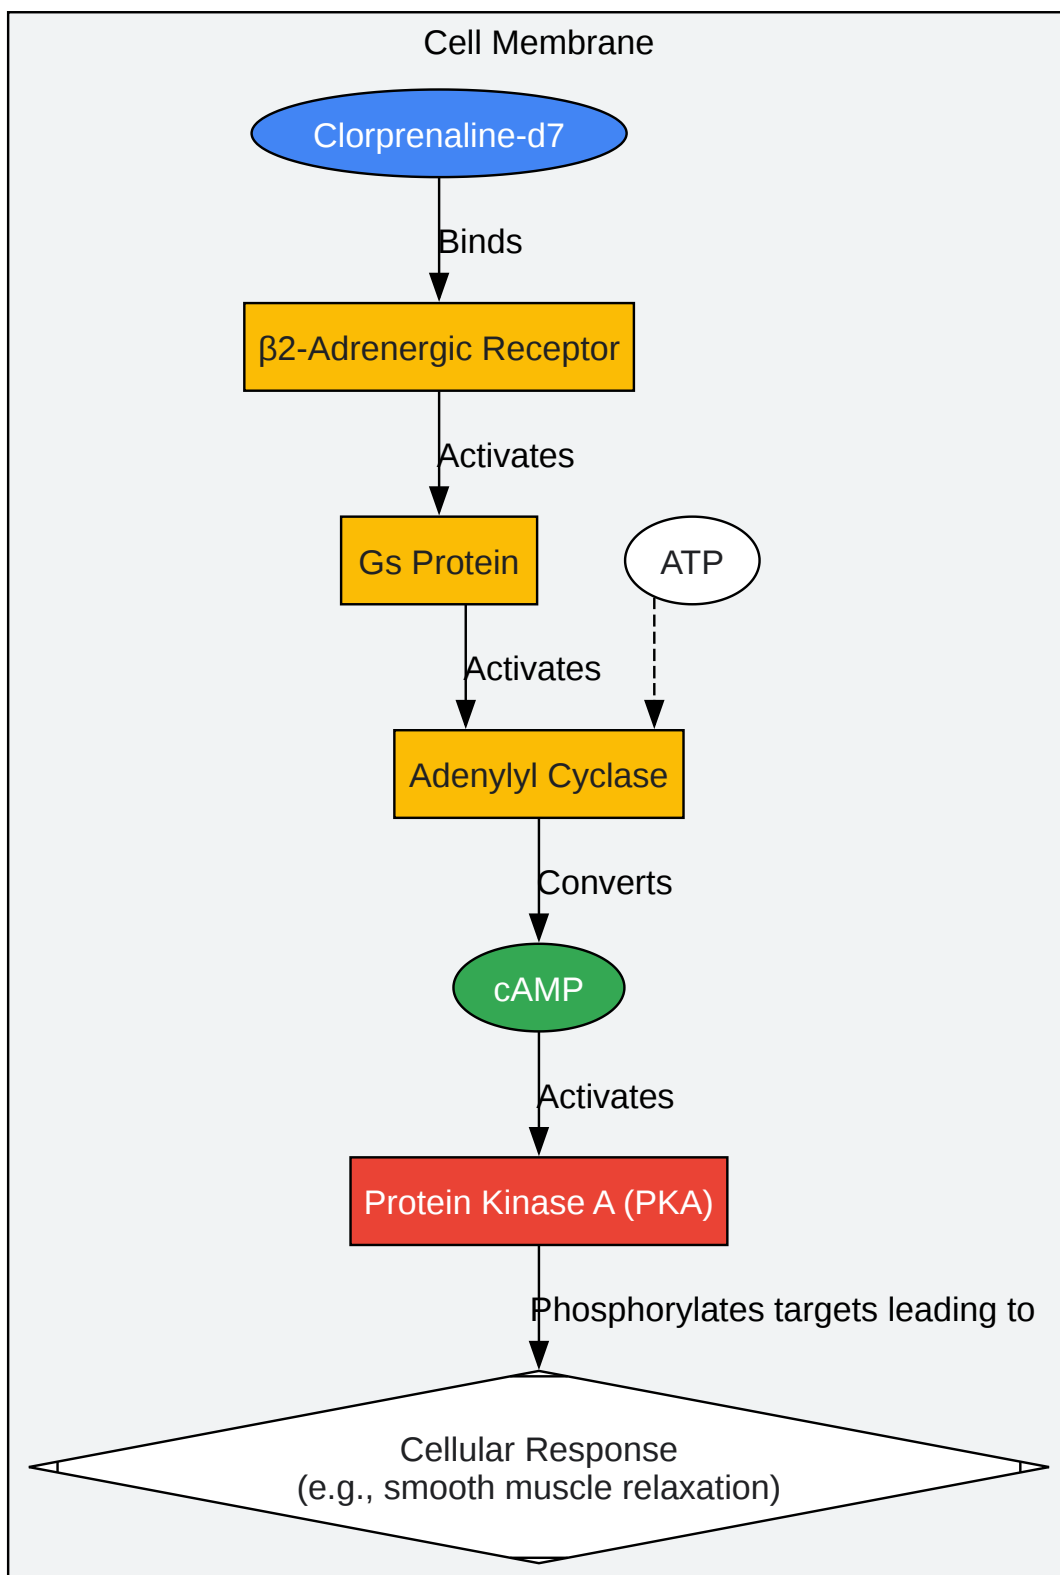 Cell Membrane
Clorprenaline-d7
Binds
β2-Adrenergic Receptor
Activates
Gs Protein
ATP
Activates
Adenylyl Cyclase
Converts
cAMP
Activates
Protein Kinase A (PKA)
Phosphorylates targets leading to
Cellular Response
(e.g., smooth muscle relaxation)